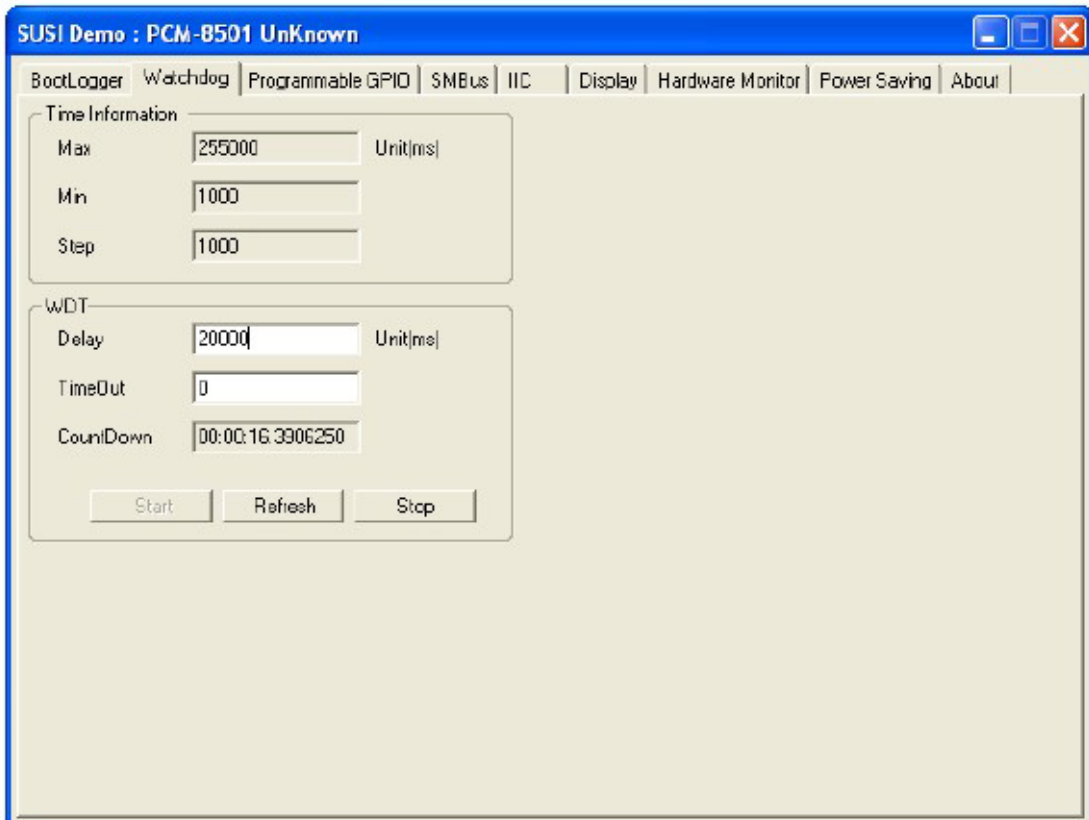 SUSI Demo : PCM-8501 UnKnown
BootLogger Watchdog Programmable GPIO SMBus IIC Display Hardware Monitor Power Saving About
Time Information
Max 255000 Unit[ms]
Min 1000
Step 1000
WDT
Delay 20000 Unit[ms]
TimeOut 0
CountDown 00:00:16.3906250
Start Refresh Stop